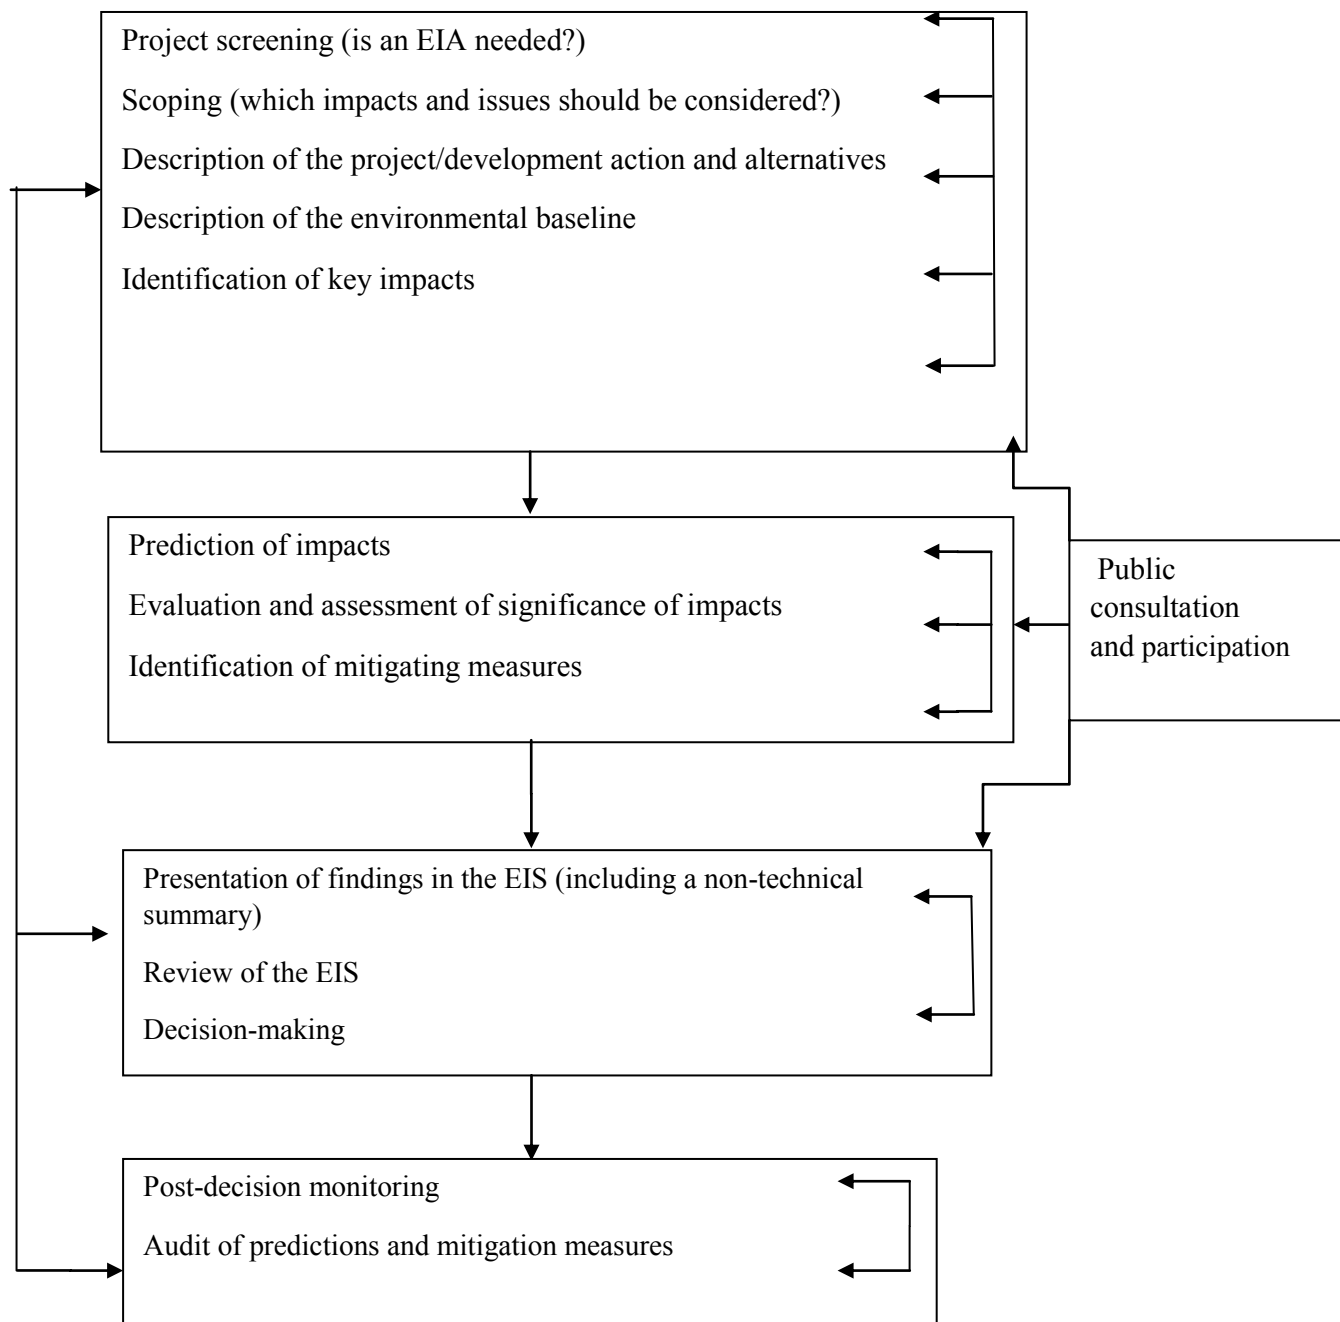 Project screening (is an EIA needed?)
Scoping (which impacts and issues should be considered?)
Description of the project/development action and alternatives
Description of the environmental baseline
Identification of key impacts
Prediction of impacts
Evaluation and assessment of significance of impacts
Identification of mitigating measures
Public
consultation
and participation
Presentation of findings in the EIS (including a non-technical
summary)
Review of the EIS
Decision-making
Post-decision monitoring
Audit of predictions and mitigation measures